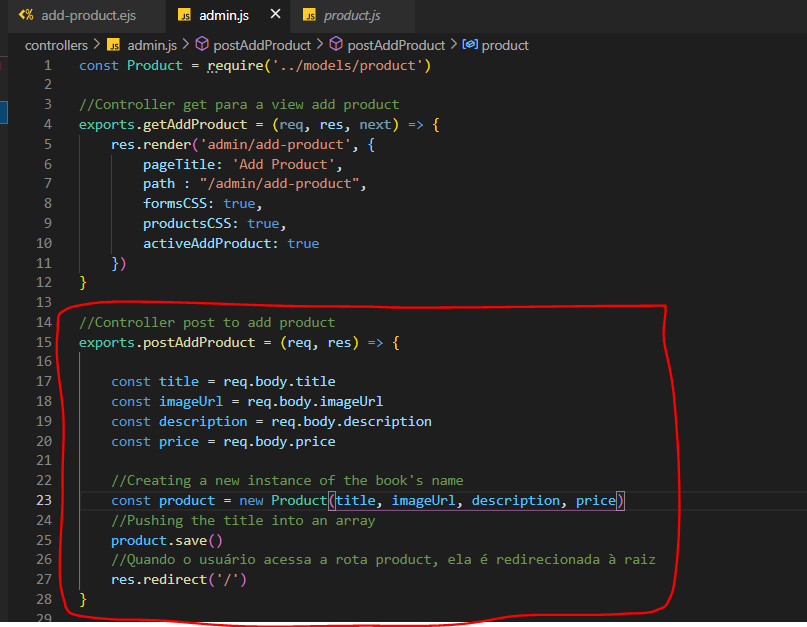 add-product.ejs
JS admin.js
JS product.js
controllers > JS admin.js > postAddProduct > postAddProduct > product
1 const Product = require('../models/product')
2
3 //Controller get para a view add product
4 exports.getAddProduct = (req, res, next) => {
5 res.render('admin/add-product', {
6 pageTitle: 'Add Product',
7 path : "/admin/add-product",
8 formsCSS: true,
9 productsCSS: true,
10 activeAddProduct: true
11 })
12 }
13
14 //Controller post to add product
15 exports.postAddProduct = (req, res) => {
16
17 const title = req.body.title
18 const imageUrl = req.body.imageUrl
19 const description = req.body.description
20 const price = req.body.price
21
22 //Creating a new instance of the book's name
23 const product = new Product(title, imageUrl, description, price)
24 //Pushing the title into an array
25 product.save()
26 //Quando o usuário acessa a rota product, ela é redirecionada à raiz
27 res.redirect('/')
28 }
29